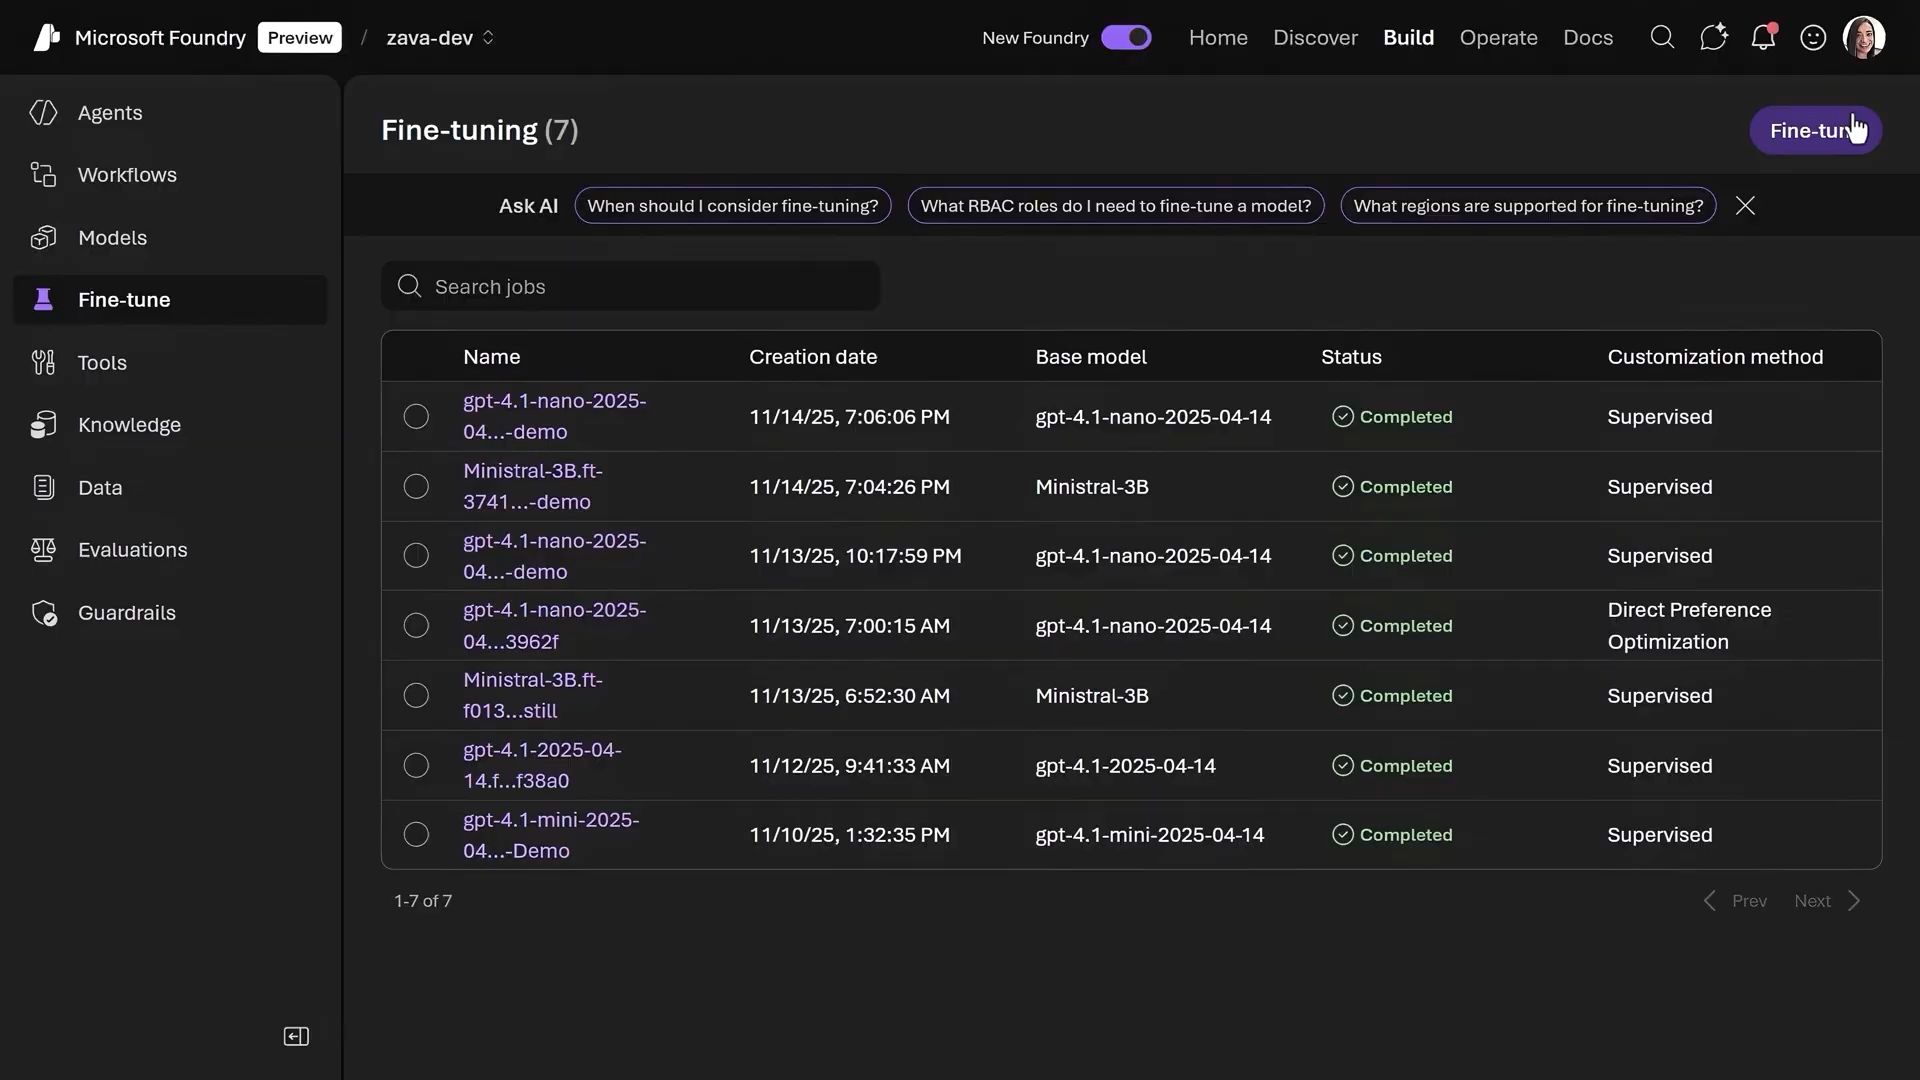 Microsoft Foundry Preview / zava-dev
New Foundry Home Discover Build Operate Docs
Agents
Workflows
Models
Fine-tune
Tools
Knowledge
Data
Evaluations
Guardrails
Fine-tuning (7)
Ask AI When should I consider fine-tuning? What RBAC roles do I need to fine-tune a model? What regions are supported for fine-tuning?
Search jobs
Name Creation date Base model Status Customization method
gpt-4.1-nano-2025-
04...-demo
11/14/25, 7:06:06 PM gpt-4.1-nano-2025-04-14 Completed Supervised
Ministral-3B.ft-
3741...-demo
11/14/25, 7:04:26 PM Ministral-3B Completed Supervised
gpt-4.1-nano-2025-
04...-demo
11/13/25, 10:17:59 PM gpt-4.1-nano-2025-04-14 Completed Supervised
gpt-4.1-nano-2025-
04...3962f
11/13/25, 7:00:15 AM gpt-4.1-nano-2025-04-14 Completed
Direct Preference
Optimization
Ministral-3B.ft-
f013...still
11/13/25, 6:52:30 AM Ministral-3B Completed Supervised
gpt-4.1-2025-04-
14.f...f38a0
11/12/25, 9:41:33 AM gpt-4.1-2025-04-14 Completed Supervised
gpt-4.1-mini-2025-
04...-Demo
11/10/25, 1:32:35 PM gpt-4.1-mini-2025-04-14 Completed Supervised
1-7 of 7
Prev Next